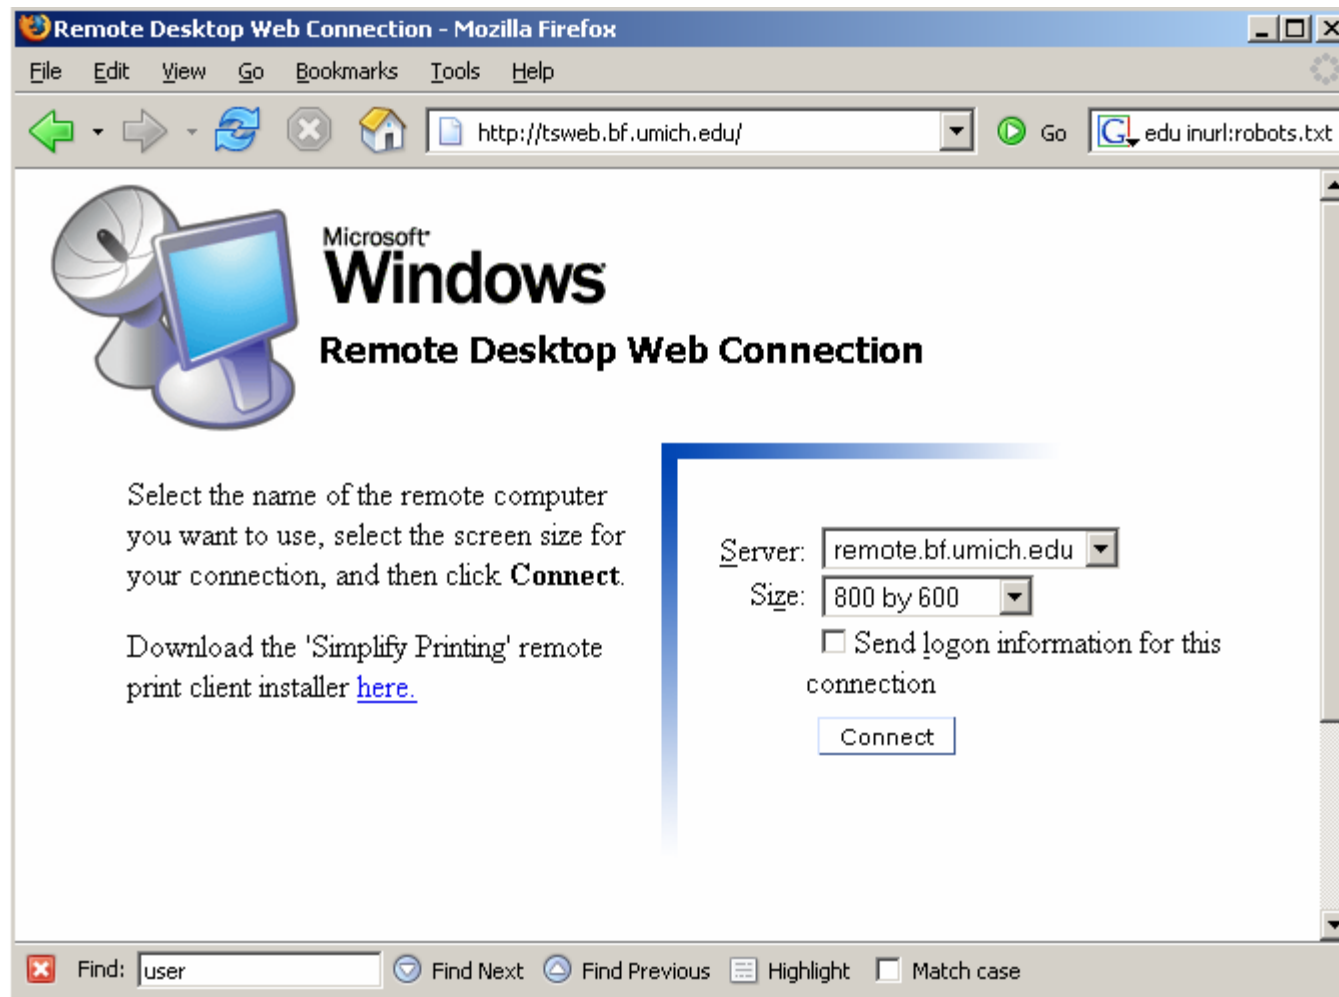 Remote Desktop Web Connection - Mozilla Firefox
File Edit View Go Bookmarks Tools Help
http://tsweb.bf.umich.edu/ Go G edu inurl:robots.txt
Microsoft
Windows
Remote Desktop Web Connection
Select the name of the remote computer
you want to use, select the screen size for
your connection, and then click Connect.
Download the 'Simplify Printing' remote
print client installer here.
Server: remote.bf.umich.edu
Size: 800 by 600
Send logon information for this
connection
Connect
Find: user Find Next Find Previous Highlight Match case